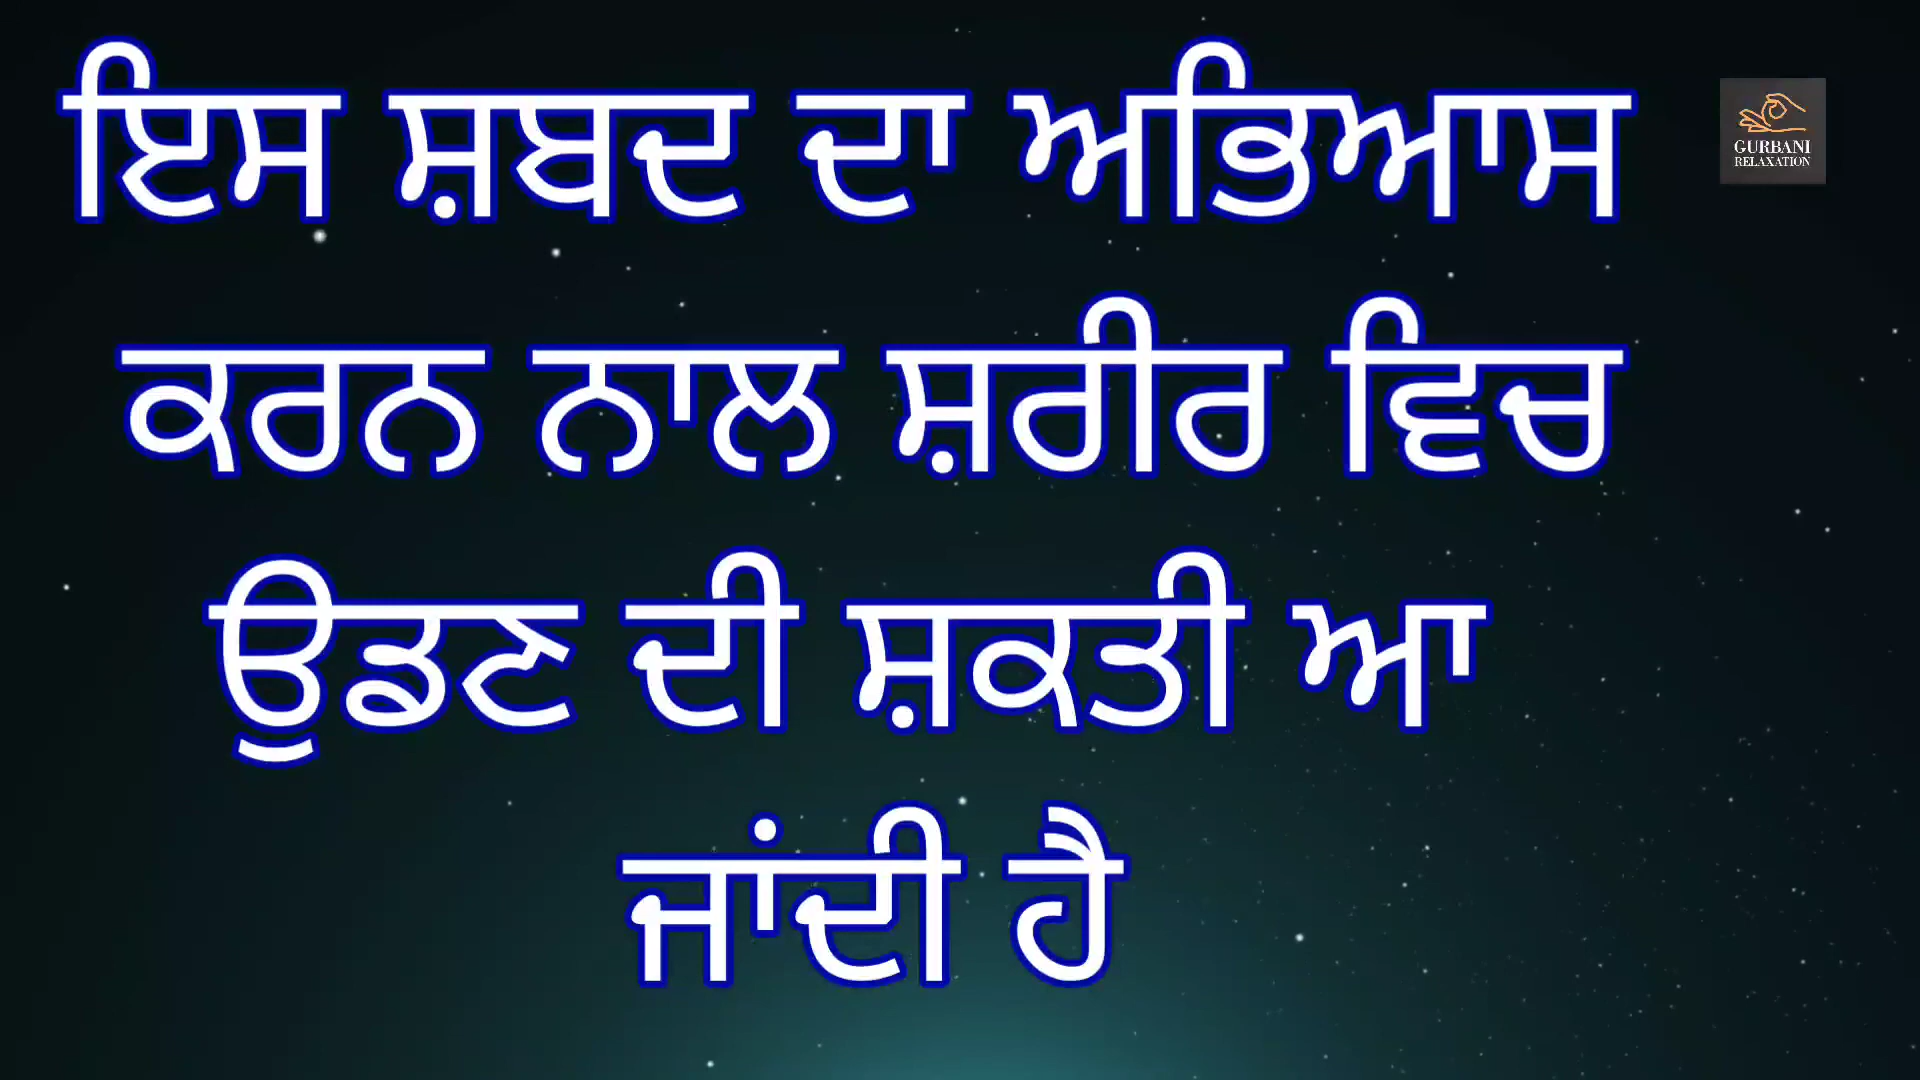 ਇਸ ਸ਼ਬਦ ਦਾ ਅਭਿਆਸ
ਕਰਨ ਨਾਲ ਸ਼ਰੀਰ ਵਿਚ
ਉਡਣ ਦੀ ਸ਼ਕਤੀ ਆ
ਜਾਂਦੀ ਹੈ
GURBANI
RELAXATION